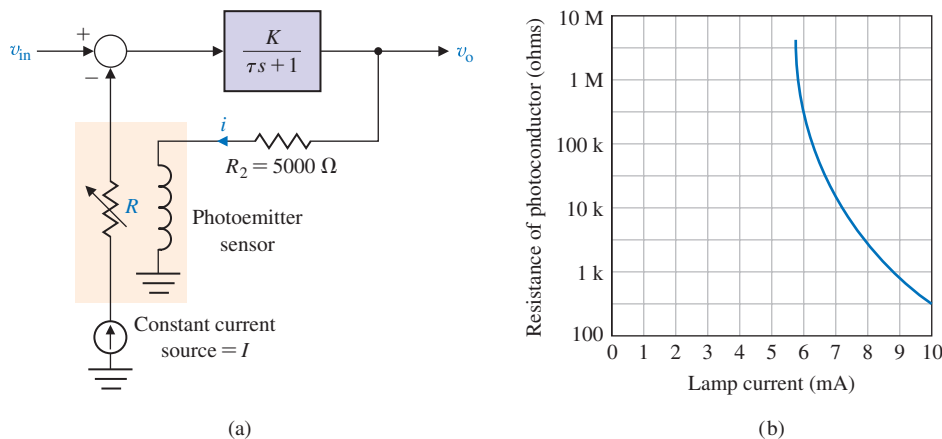 +
v_in
−
K
τs + 1
v_o
i
R_2 = 5000 Ω
R
Photoemitter
sensor
Constant current
source = I
(a)
Resistance of photoconductor (ohms)
10 M
1 M
100 k
10 k
1 k
100
0 1 2 3 4 5 6 7 8 9 10
Lamp current (mA)
(b)